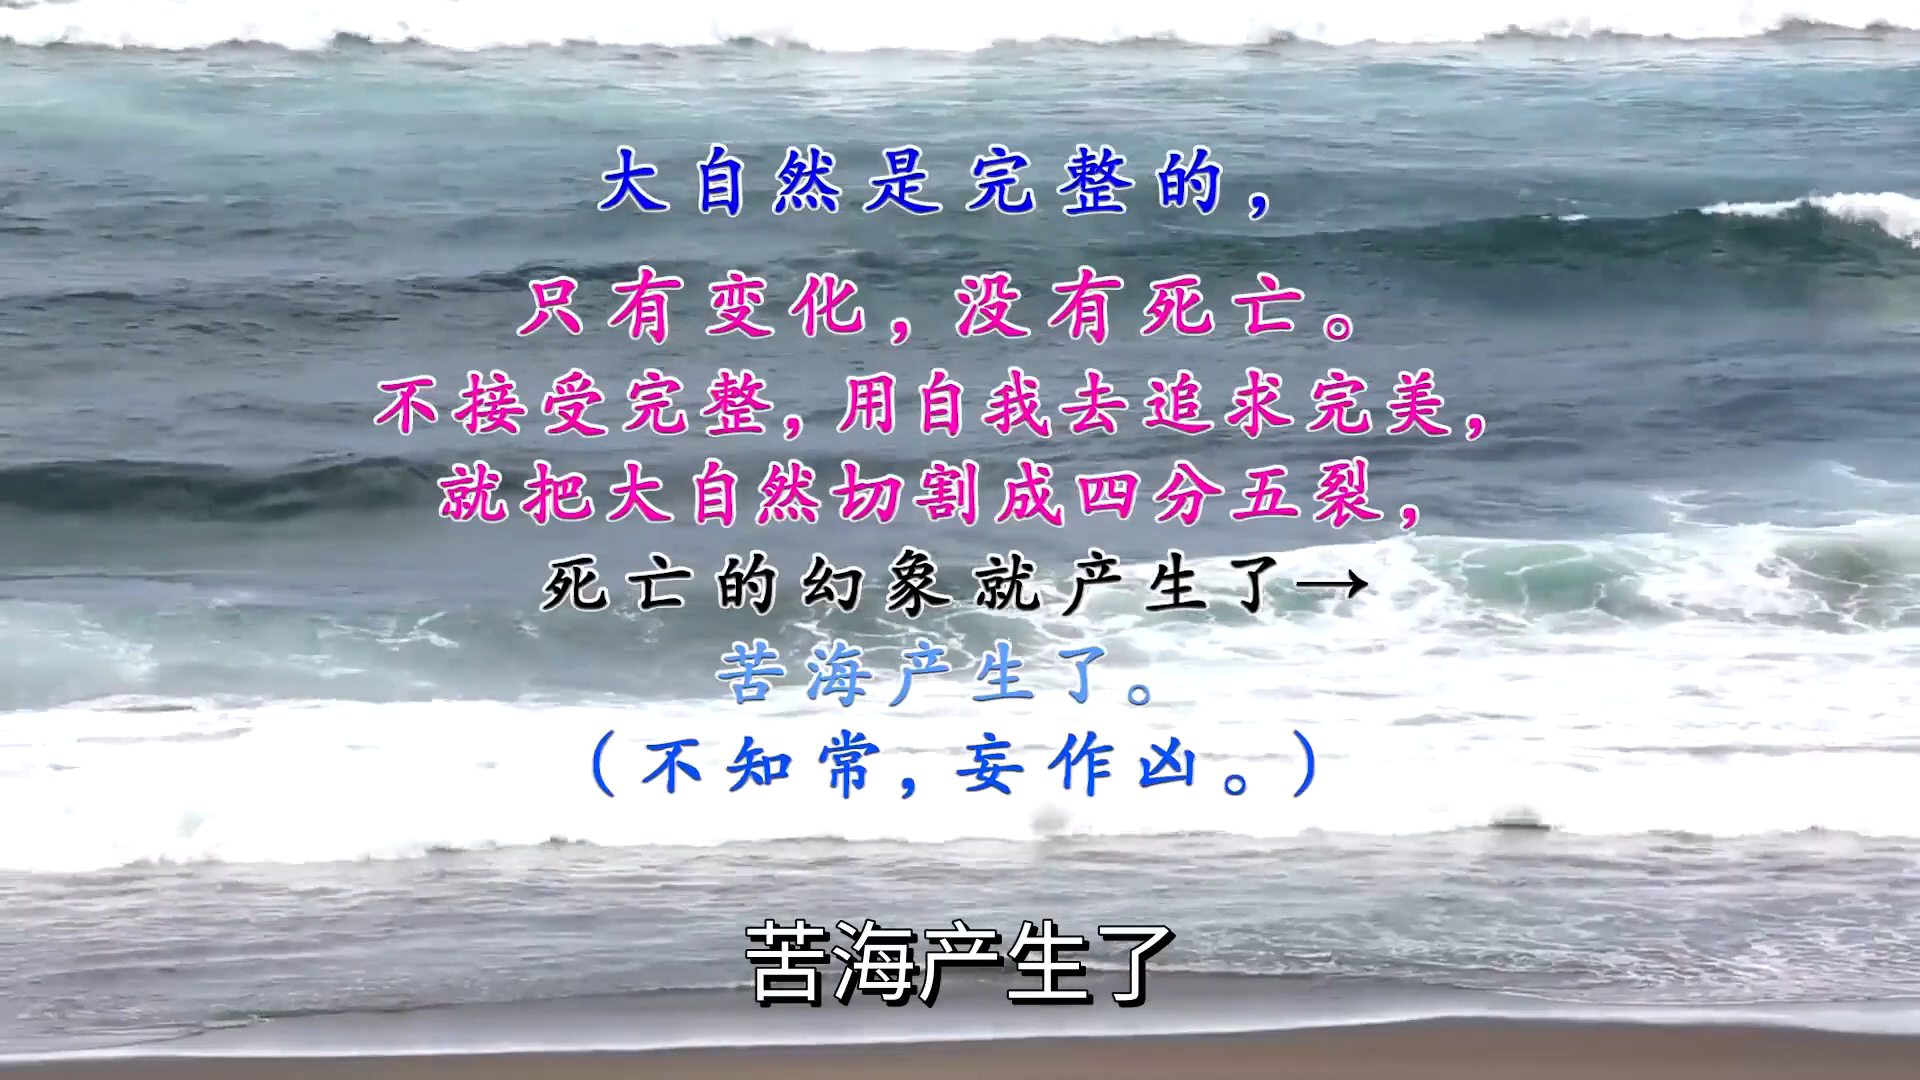 大自然是完整的，
只有变化，没有死亡。
不接受完整，用自我去追求完美，
就把大自然切割成四分五裂，
死亡的幻象就产生了→
苦海产生了。
（不知常，妄作凶。）
苦海产生了